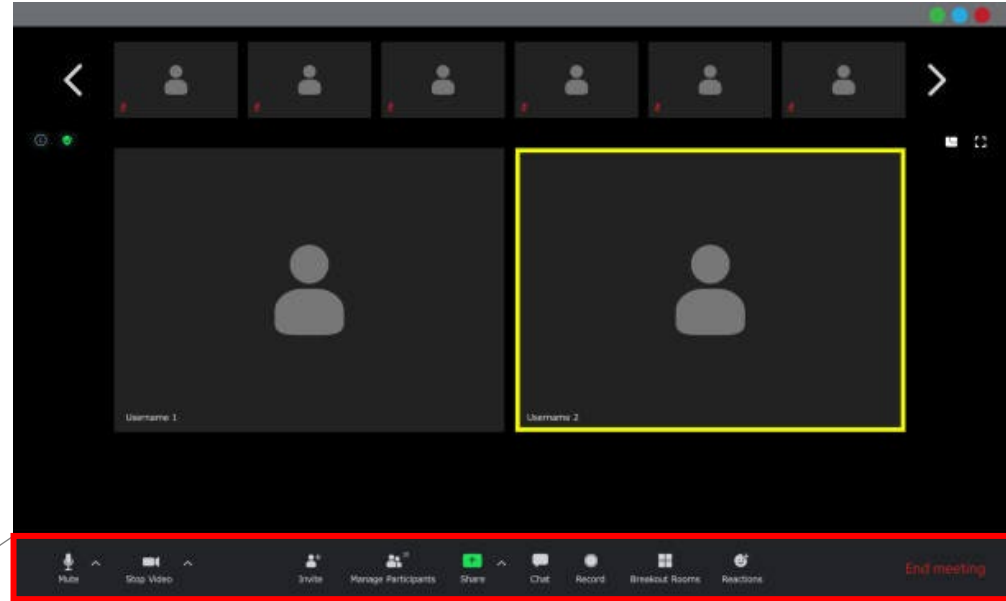 Username 1
Username 2
Mute
Stop Video
Invite
Manage Participants
Share
Chat
Record
Breakout Rooms
Reactions
End meeting